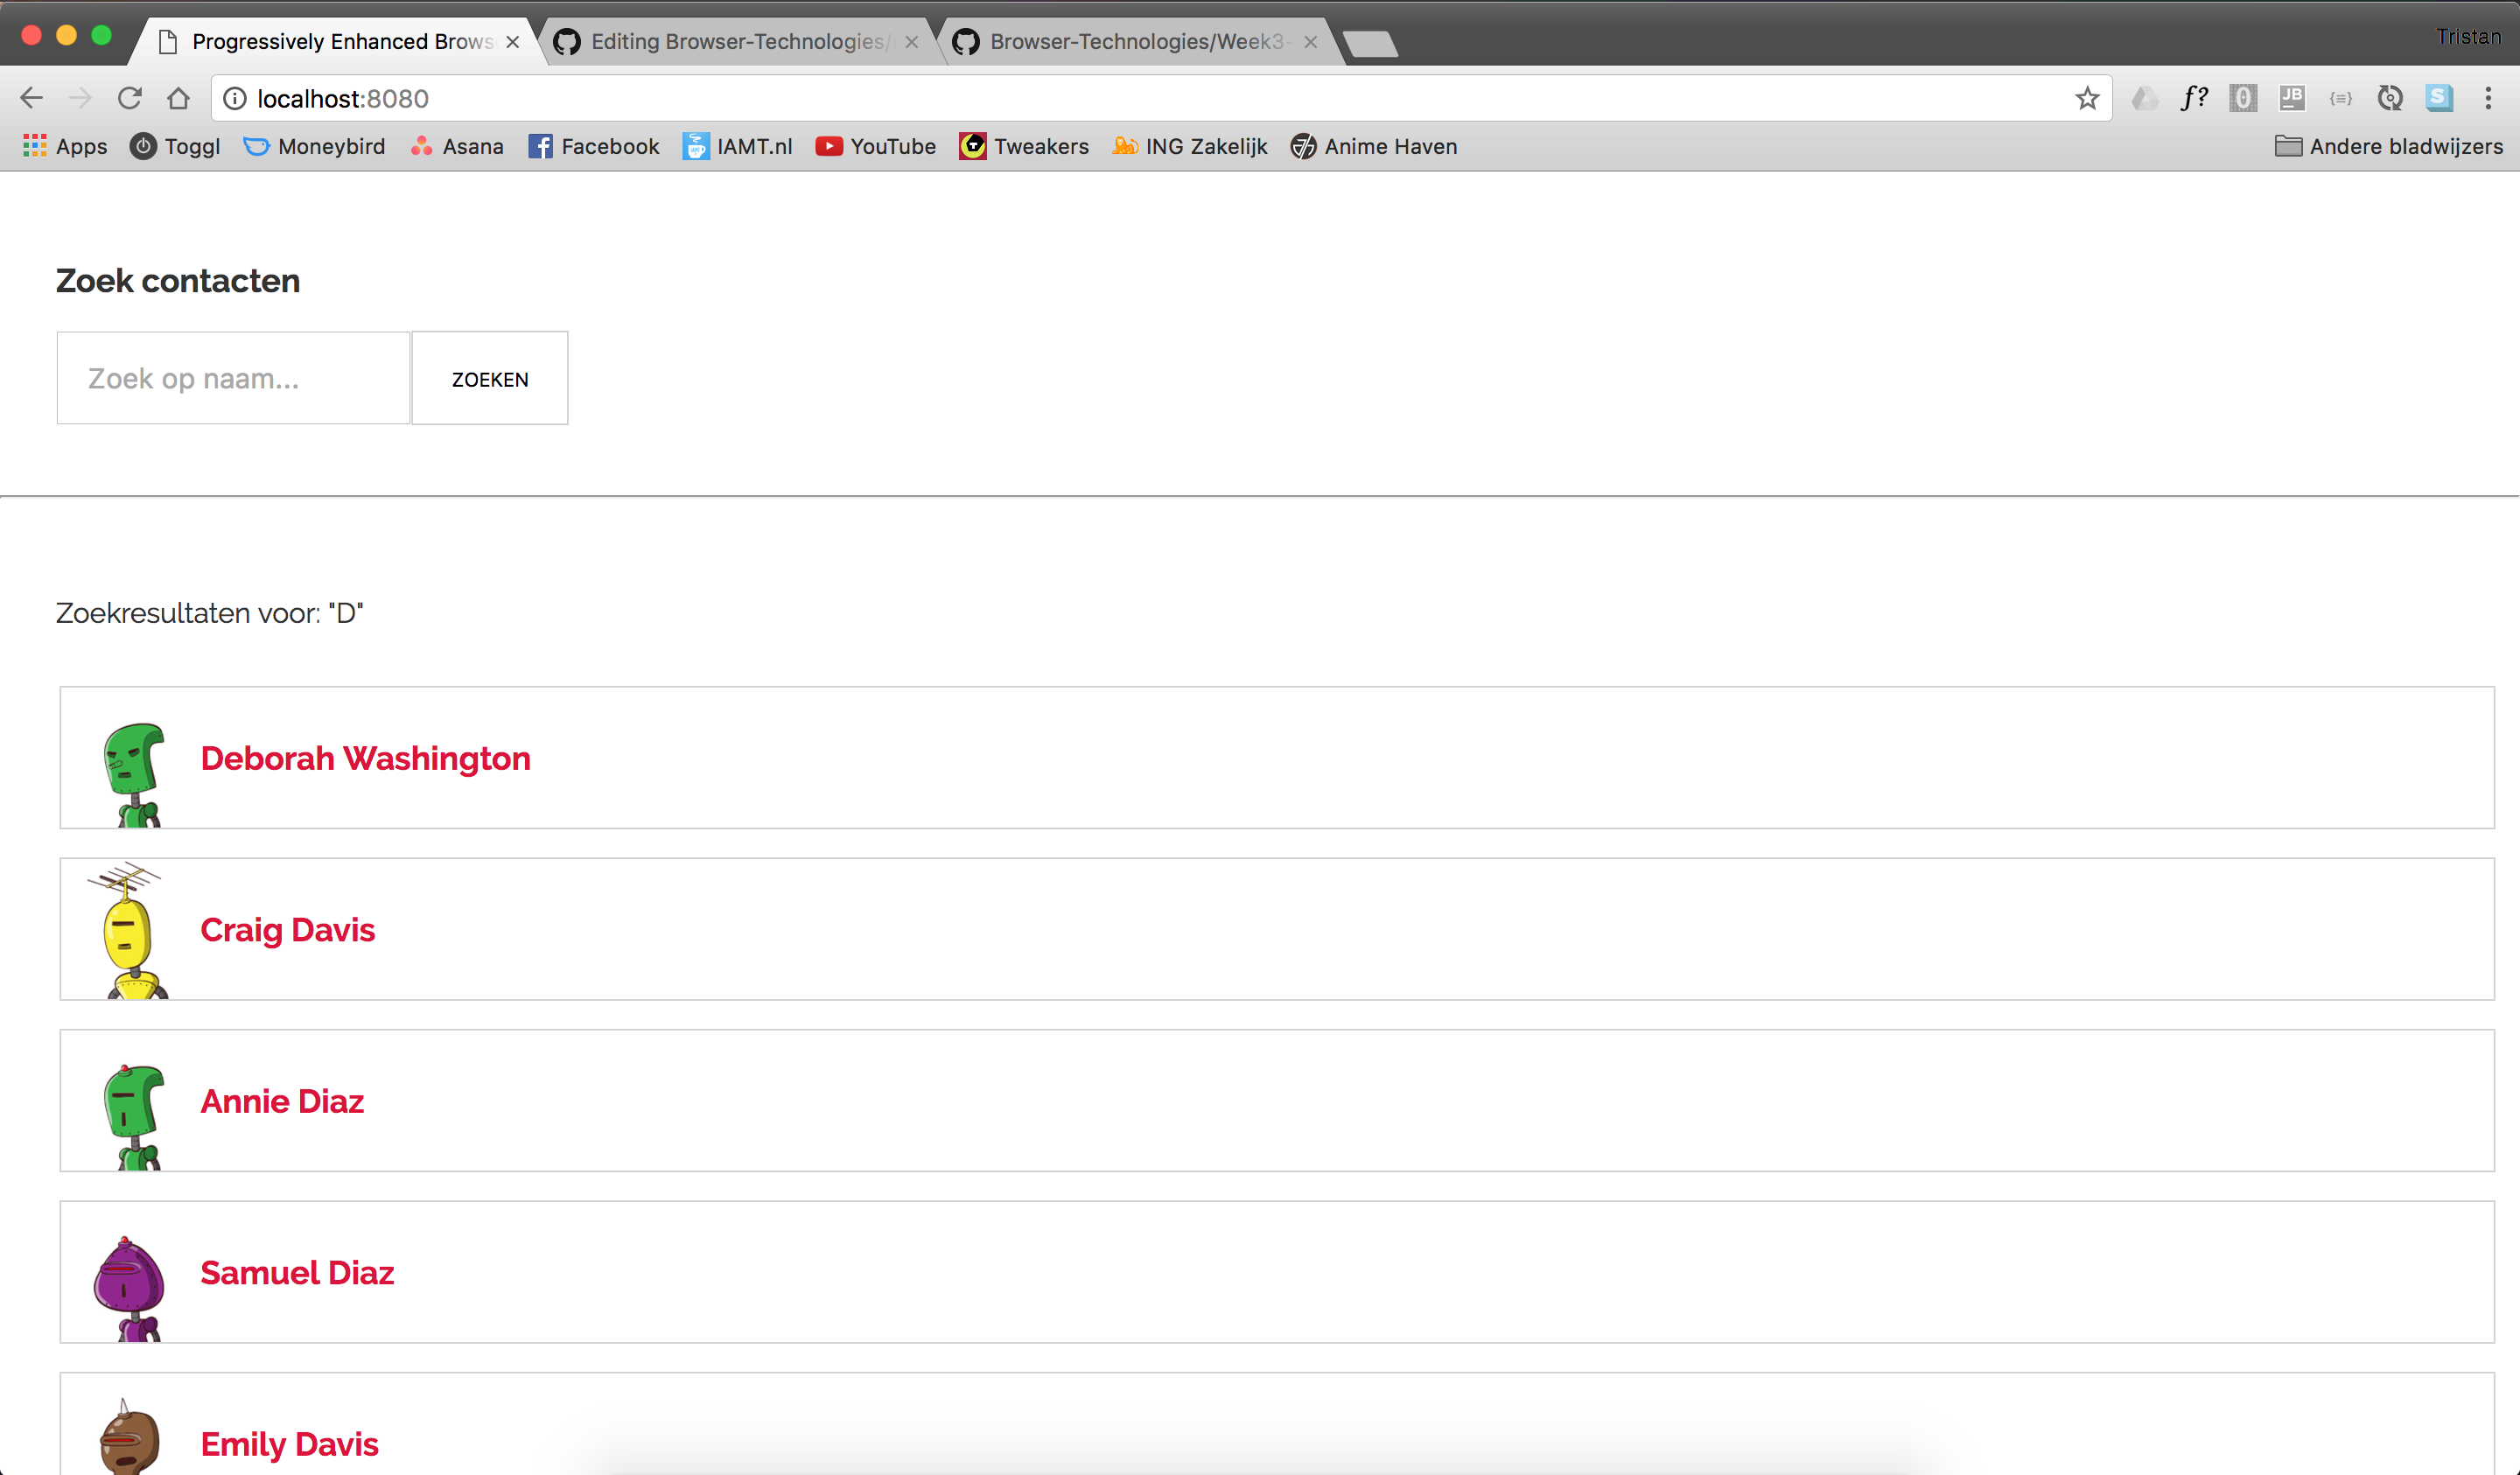 Progressively Enhanced Brows
Editing Browser-Technologies/
Browser-Technologies/Week3-
Tristan
localhost:8080
f?
0
JB
{≡}
S
Apps
Toggl
Moneybird
Asana
Facebook
IAMT.nl
YouTube
Tweakers
ING Zakelijk
Anime Haven
Andere bladwijzers
Zoek contacten
Zoek op naam...
ZOEKEN
Zoekresultaten voor: "D"
Deborah Washington
Craig Davis
Annie Diaz
Samuel Diaz
Emily Davis